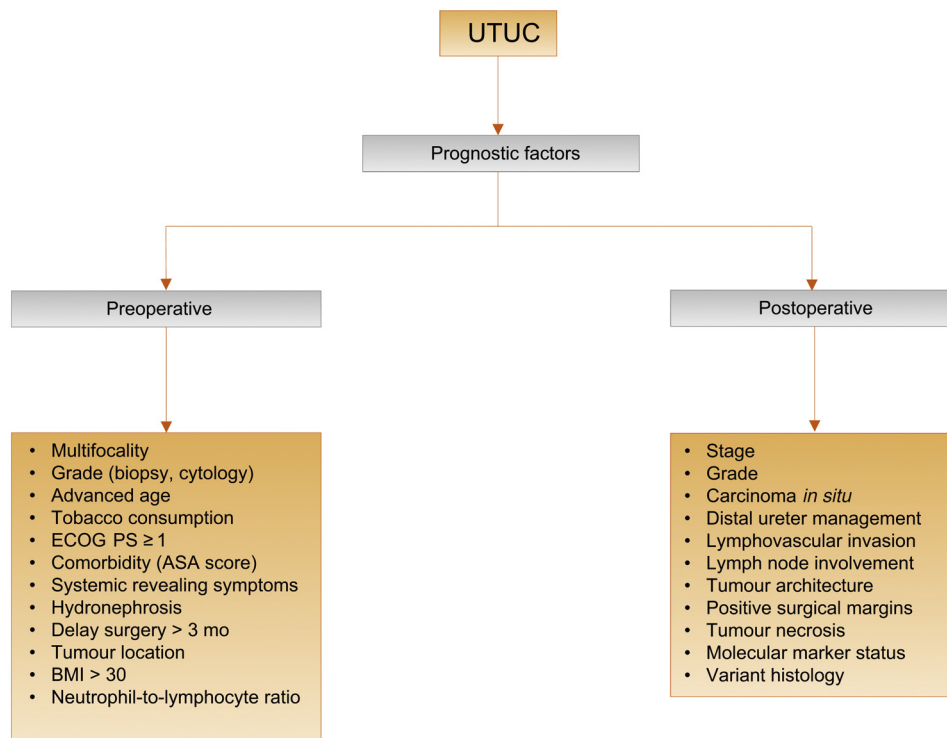 UTUC
Prognostic factors
Preoperative
Postoperative
• Multifocality
• Grade (biopsy, cytology)
• Advanced age
• Tobacco consumption
• ECOG PS ≥ 1
• Comorbidity (ASA score)
• Systemic revealing symptoms
• Hydronephrosis
• Delay surgery > 3 mo
• Tumour location
• BMI > 30
• Neutrophil-to-lymphocyte ratio
• Stage
• Grade
• Carcinoma in situ
• Distal ureter management
• Lymphovascular invasion
• Lymph node involvement
• Tumour architecture
• Positive surgical margins
• Tumour necrosis
• Molecular marker status
• Variant histology